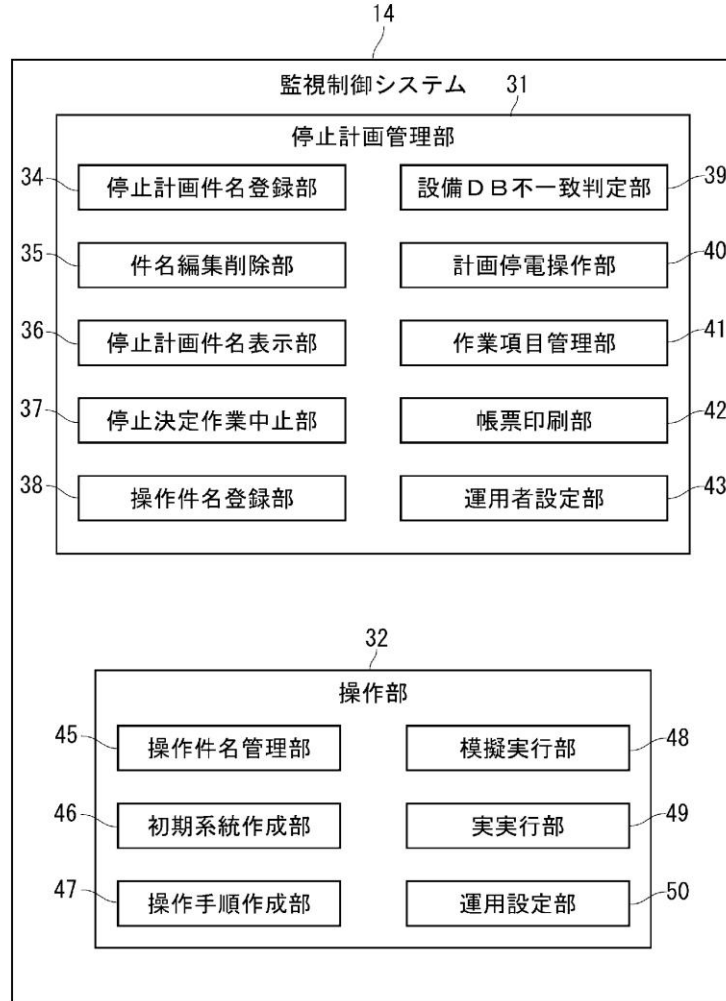 14
監視制御システム
31
停止計画管理部
34
停止計画件名登録部
設備DB不一致判定部
39
35
件名編集削除部
計画停電操作部
40
36
停止計画件名表示部
作業項目管理部
41
37
停止決定作業中止部
帳票印刷部
42
38
操作件名登録部
運用者設定部
43
32
操作部
45
操作件名管理部
模擬実行部
48
46
初期系統作成部
実実行部
49
47
操作手順作成部
運用設定部
50